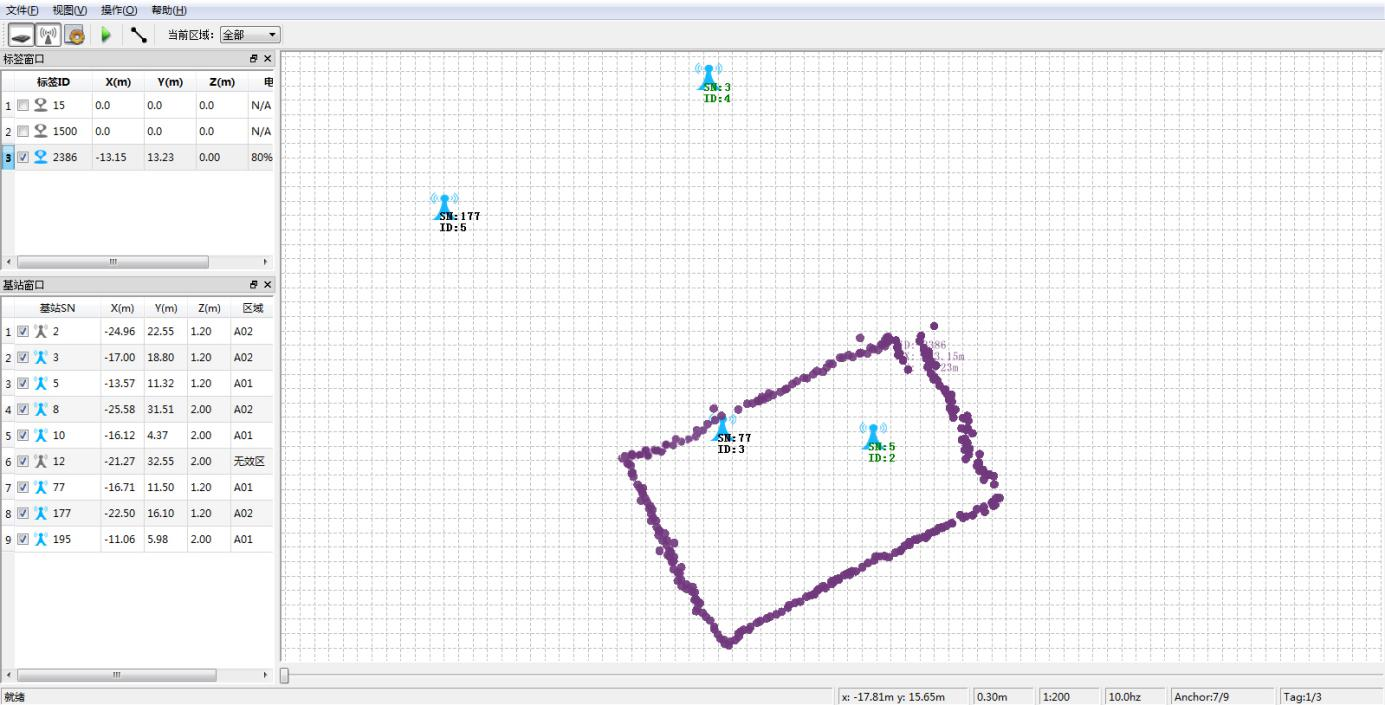 文件(F) 视图(V) 操作(O) 帮助(H)
当前区域: 全部
标签窗口
标签ID X(m) Y(m) Z(m) 电
1 15 0.0 0.0 0.0 N/A
2 1500 0.0 0.0 0.0 N/A
3 2386 -13.15 13.23 0.00 80%
基站窗口
基站SN X(m) Y(m) Z(m) 区域
1 2 -24.96 22.55 1.20 A02
2 3 -17.00 18.80 1.20 A02
3 5 -13.57 11.32 1.20 A01
4 8 -25.58 31.51 2.00 A02
5 10 -16.12 4.37 2.00 A01
6 12 -21.27 32.55 2.00 无效区
7 77 -16.71 11.50 1.20 A01
8 177 -22.50 16.10 1.20 A02
9 195 -11.06 5.98 2.00 A01
SN:3
ID:4
SN:177
ID:5
SN:77
ID:3
SN:5
ID:2
就绪 x: -17.81m y: 15.65m 0.30m 1:200 10.0hz Anchor:7/9 Tag:1/3